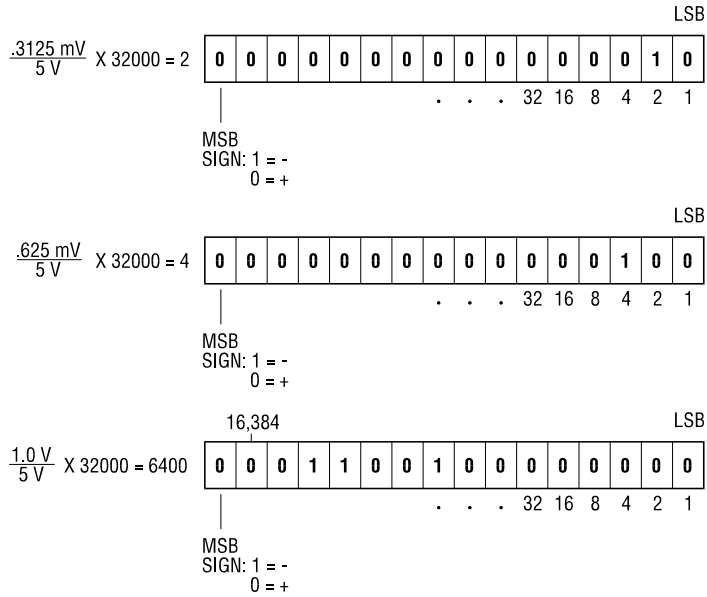 LSB
.3125 mV
5 V
X 32000 = 2
0 0 0 0 0 0 0 0 0 0 0 0 0 0 1 0
. . . 32 16 8 4 2 1
MSB
SIGN: 1 = -
0 = +
LSB
.625 mV
5 V
X 32000 = 4
0 0 0 0 0 0 0 0 0 0 0 0 0 1 0 0
. . . 32 16 8 4 2 1
MSB
SIGN: 1 = -
0 = +
16,384
LSB
1.0 V
5 V
X 32000 = 6400
0 0 0 1 1 0 0 1 0 0 0 0 0 0 0 0
. . . 32 16 8 4 2 1
MSB
SIGN: 1 = -
0 = +